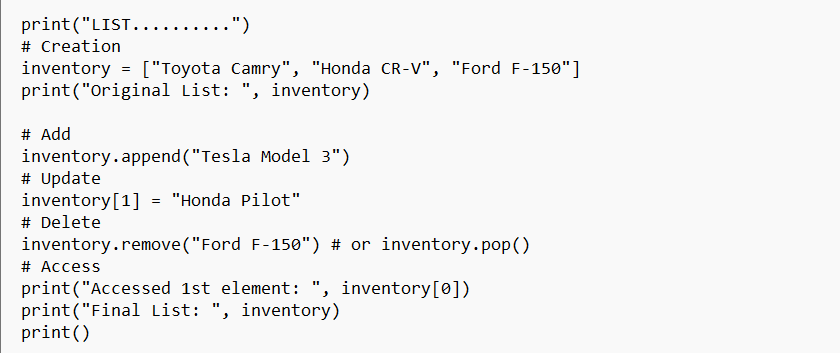 print("LIST..........")
# Creation
inventory = ["Toyota Camry", "Honda CR-V", "Ford F-150"]
print("Original List: ", inventory)

# Add
inventory.append("Tesla Model 3")
# Update
inventory[1] = "Honda Pilot"
# Delete
inventory.remove("Ford F-150") # or inventory.pop()
# Access
print("Accessed 1st element: ", inventory[0])
print("Final List: ", inventory)
print()